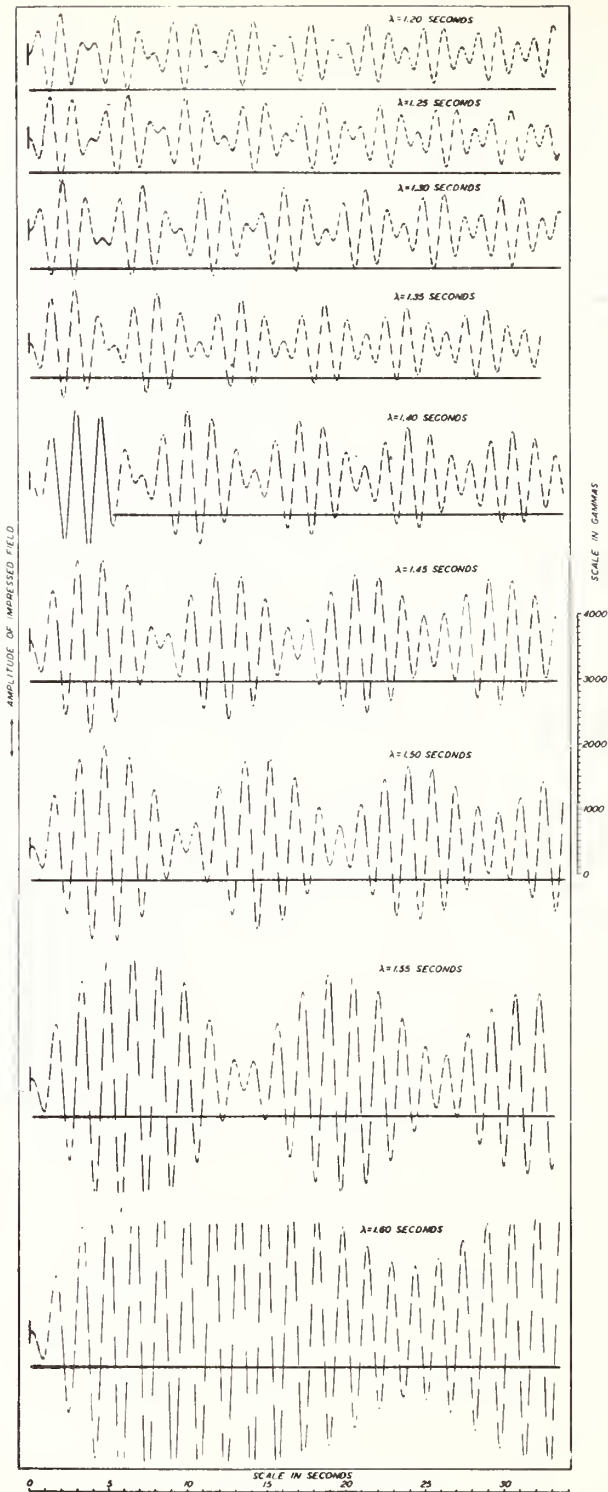 λ=1.20 SECONDS
λ=1.25 SECONDS
λ=1.30 SECONDS
λ=1.35 SECONDS
λ=1.40 SECONDS
λ=1.45 SECONDS
λ=1.50 SECONDS
λ=1.55 SECONDS
λ=1.60 SECONDS
AMPLITUDE OF IMPRESSED FIELD
SCALE IN GAMMAS
4000
3000
2000
1000
0
SCALE IN SECONDS
0 5 10 15 20 25 30